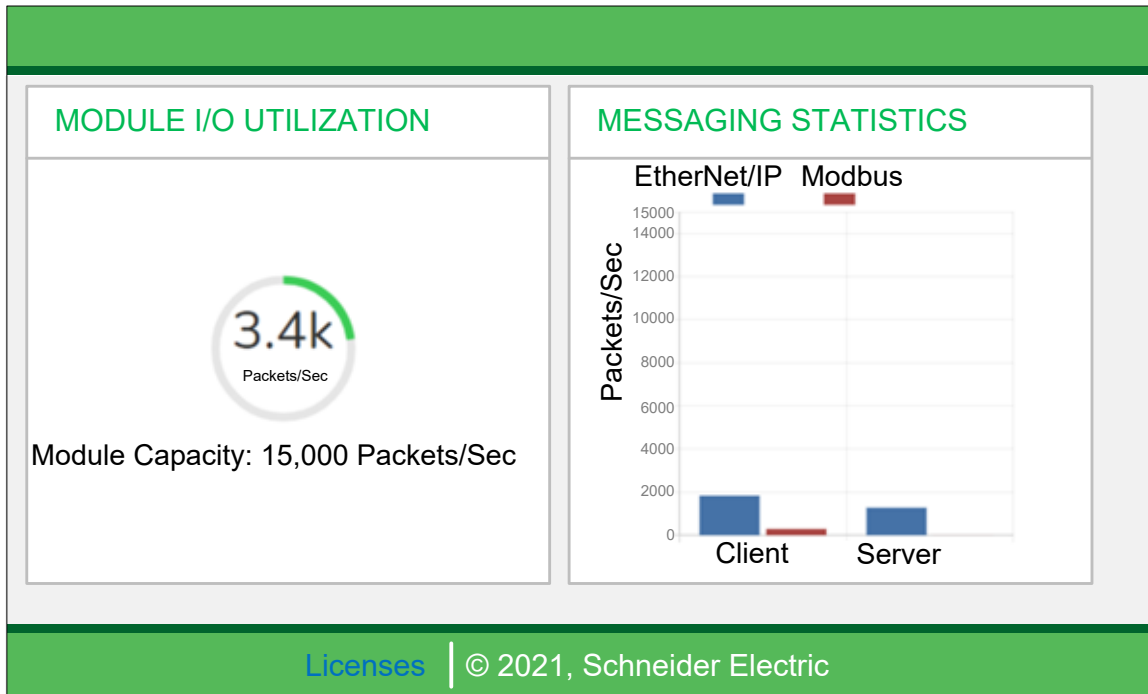 MODULE I/O UTILIZATION
3.4k
Packets/Sec
Module Capacity: 15,000 Packets/Sec
MESSAGING STATISTICS
EtherNet/IP Modbus
Packets/Sec
15000
14000
12000
10000
8000
6000
4000
2000
0
Client Server
Licenses © 2021, Schneider Electric